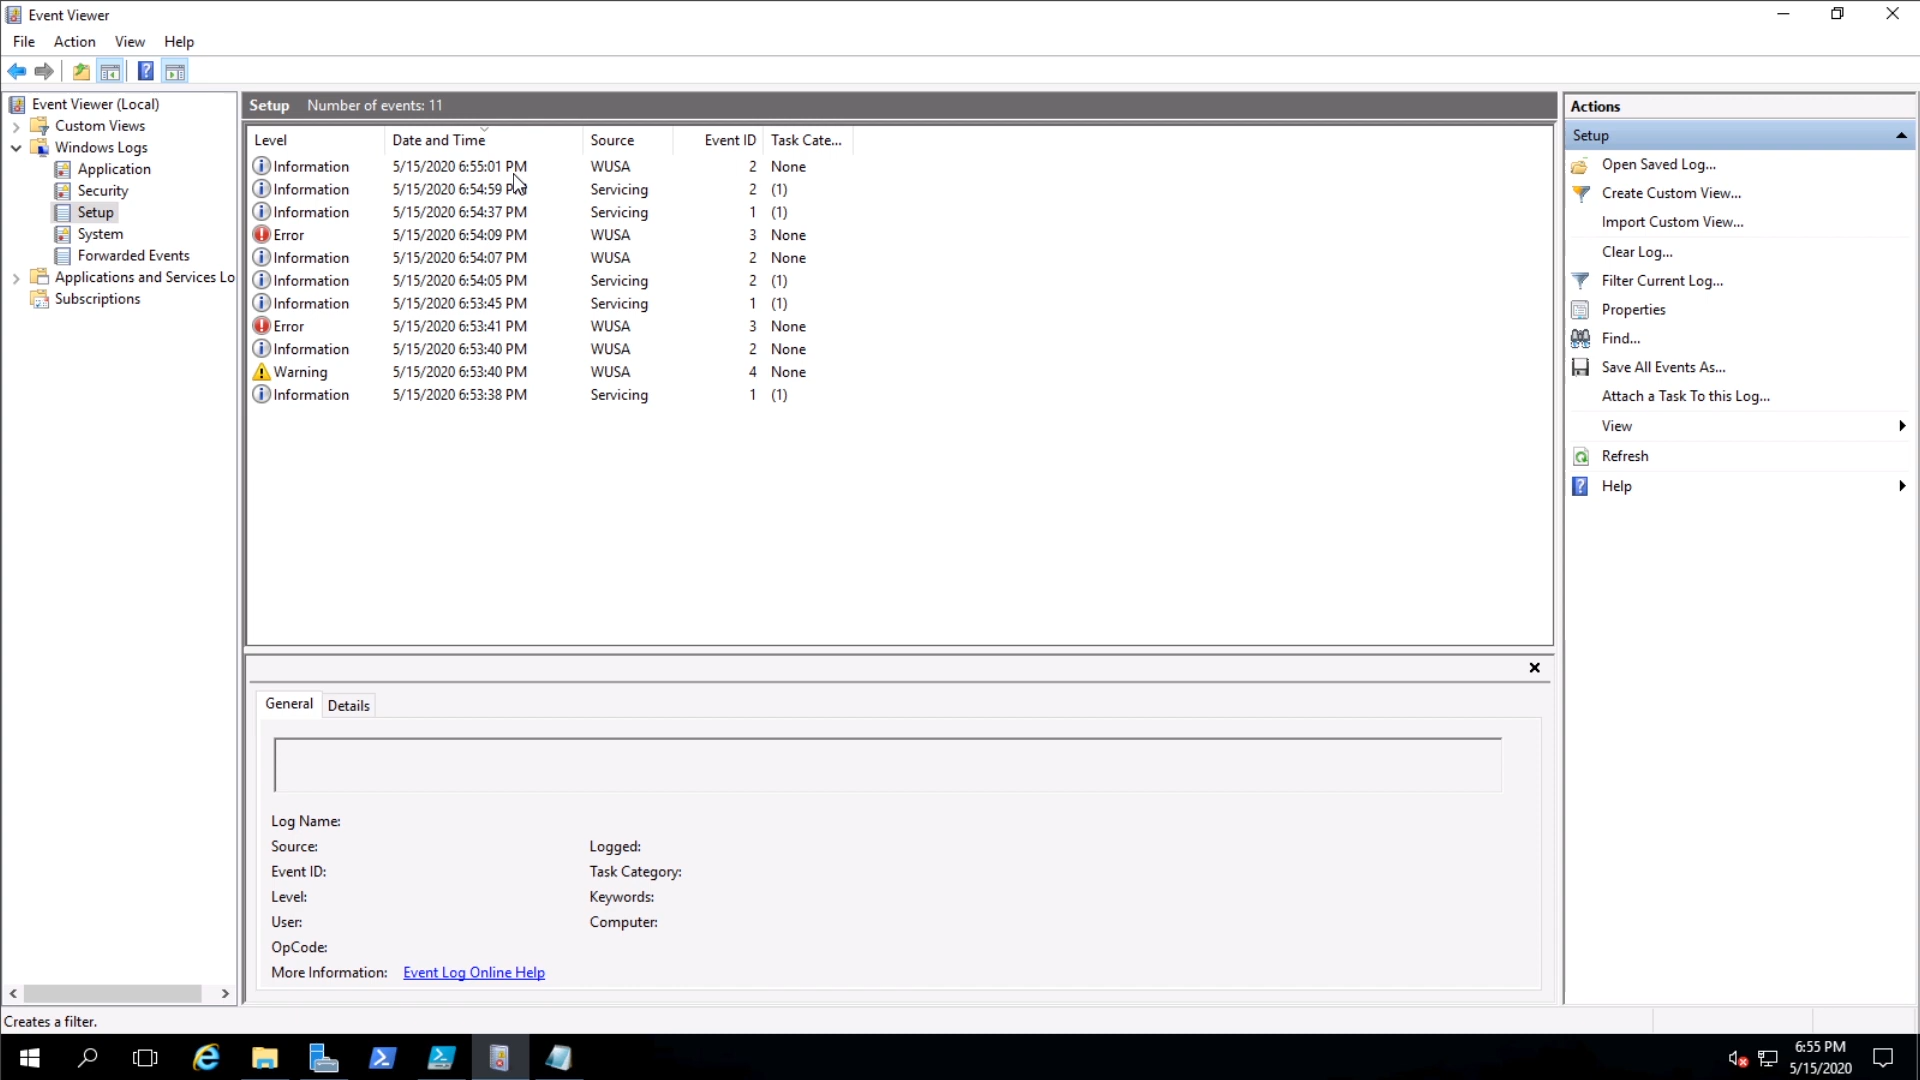 Event Viewer
File Action View Help
Event Viewer (Local)
Custom Views
Windows Logs
Application
Security
Setup
System
Forwarded Events
Applications and Services Lo
Subscriptions
Setup Number of events: 11
Level Date and Time Source Event ID Task Cate...
Information 5/15/2020 6:55:01 PM WUSA 2 None
Information 5/15/2020 6:54:59 PM Servicing 2 (1)
Information 5/15/2020 6:54:37 PM Servicing 1 (1)
Error 5/15/2020 6:54:09 PM WUSA 3 None
Information 5/15/2020 6:54:07 PM WUSA 2 None
Information 5/15/2020 6:54:05 PM Servicing 2 (1)
Information 5/15/2020 6:53:45 PM Servicing 1 (1)
Error 5/15/2020 6:53:41 PM WUSA 3 None
Information 5/15/2020 6:53:40 PM WUSA 2 None
Warning 5/15/2020 6:53:40 PM WUSA 4 None
Information 5/15/2020 6:53:38 PM Servicing 1 (1)
General Details
Log Name:
Source: Logged:
Event ID: Task Category:
Level: Keywords:
User: Computer:
OpCode:
More Information: Event Log Online Help
Actions
Setup
Open Saved Log...
Create Custom View...
Import Custom View...
Clear Log...
Filter Current Log...
Properties
Find...
Save All Events As...
Attach a Task To this Log...
View
Refresh
Help
Creates a filter.
6:55 PM
5/15/2020